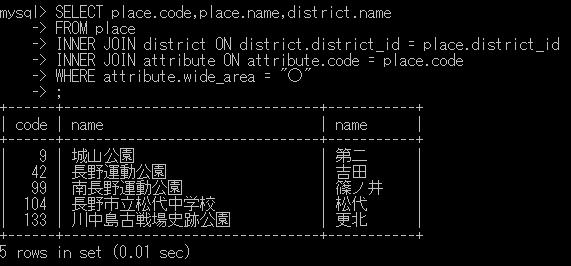 mysql> SELECT place.code,place.name,district.name
    -> FROM place
    -> INNER JOIN district ON district.district_id = place.district_id
    -> INNER JOIN attribute ON attribute.code = place.code
    -> WHERE attribute.wide_area = "○"
    -> ;
+------+--------------------------------+-----------+
| code | name                           | name      |
+------+--------------------------------+-----------+
|    9 | 城山公園                       | 第二      |
|   42 | 長野運動公園                   | 吉田      |
|   99 | 南長野運動公園                 | 篠ノ井    |
|  104 | 長野市立松代中学校             | 松代      |
|  133 | 川中島古戦場史跡公園           | 更北      |
+------+--------------------------------+-----------+
5 rows in set (0.01 sec)